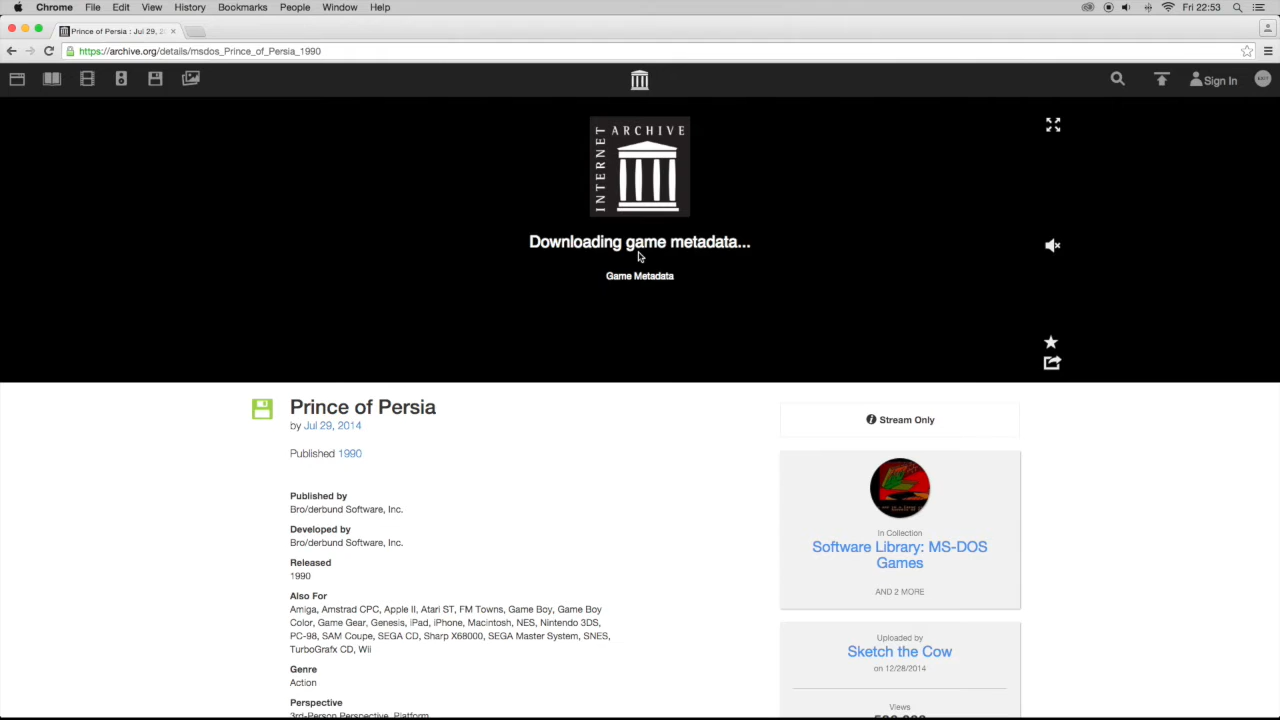 Chrome File Edit View History Bookmarks People Window Help Fri 22:53
Prince of Persia : Jul 29, 2
https://archive.org/details/msdos_Prince_of_Persia_1990
Sign In
EXIT
INTERNET ARCHIVE
Downloading game metadata...
Game Metadata
Prince of Persia
by Jul 29, 2014
Published 1990
Published by
Bro/derbund Software, Inc.
Developed by
Bro/derbund Software, Inc.
Released
1990
Also For
Amiga, Amstrad CPC, Apple II, Atari ST, FM Towns, Game Boy, Game Boy
Color, Game Gear, Genesis, iPad, iPhone, Macintosh, NES, Nintendo 3DS,
PC-98, SAM Coupe, SEGA CD, Sharp X68000, SEGA Master System, SNES,
TurboGrafx CD, Wii
Genre
Action
Perspective
3rd-Person Perspective, Platform
Stream Only
In Collection
Software Library: MS-DOS
Games
AND 2 MORE
Uploaded by
Sketch the Cow
on 12/28/2014
Views